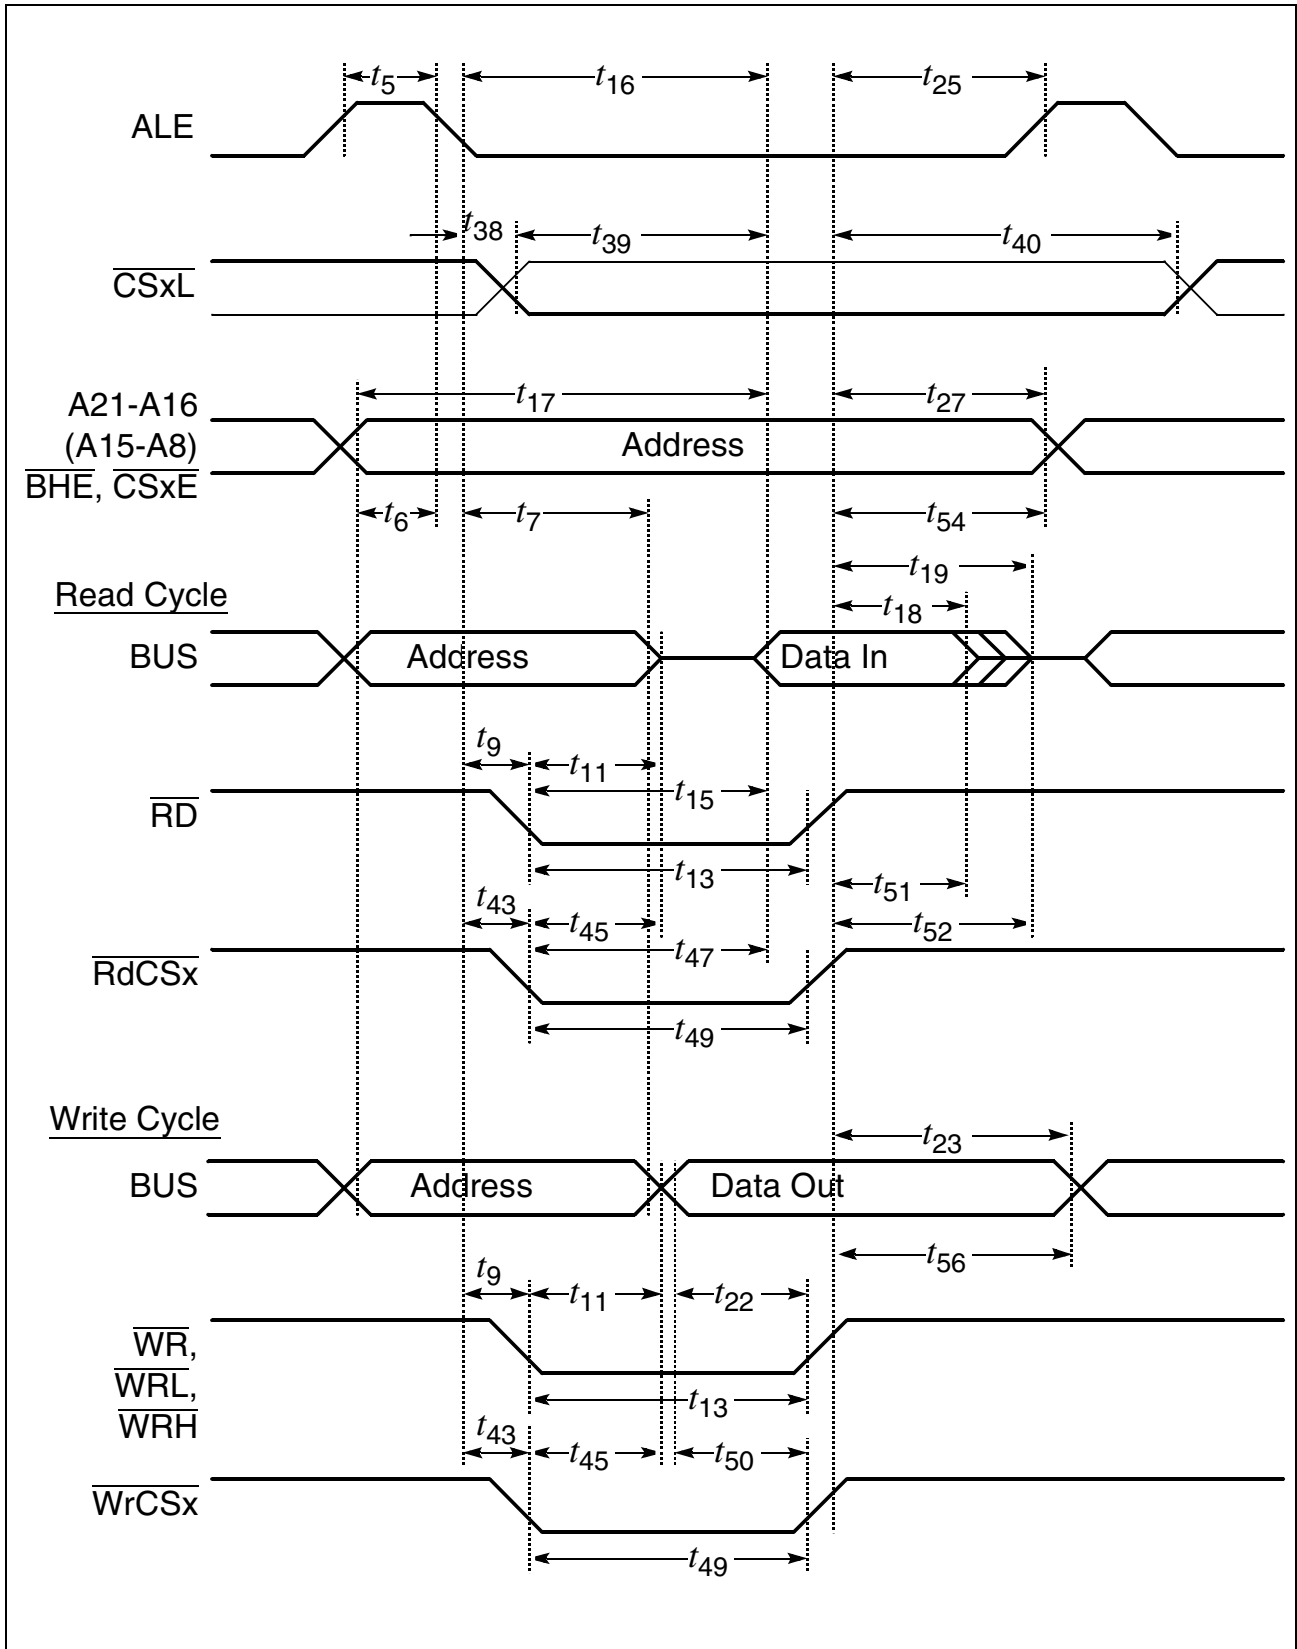 t5
t16
t25
ALE
t38
t39
t40
CSxL
A21-A16
(A15-A8)
BHE, CSxE
t17
t27
Address
t6
t7
t54
t19
Read Cycle
t18
BUS
Address
Data In
t9
t11
t15
RD
t13
t51
t43
t45
t52
t47
RdCSx
t49
Write Cycle
t23
BUS
Address
Data Out
t56
t9
t11
t22
WR,
WRL,
WRH
t13
t43
t45
t50
WrCSx
t49